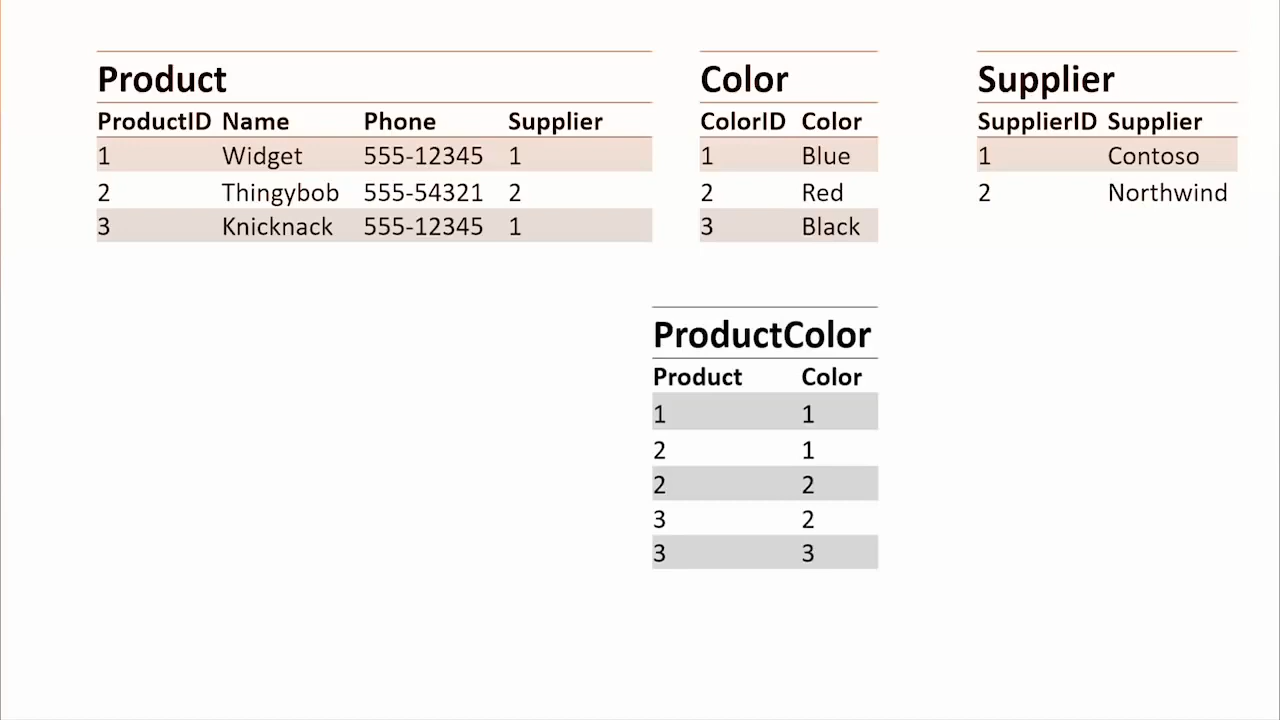 Product
ProductID Name Phone Supplier
1 Widget 555-12345 1
2 Thingybob 555-54321 2
3 Knicknack 555-12345 1
Color
ColorID Color
1 Blue
2 Red
3 Black
Supplier
SupplierID Supplier
1 Contoso
2 Northwind
ProductColor
Product Color
1 1
2 1
2 2
3 2
3 3